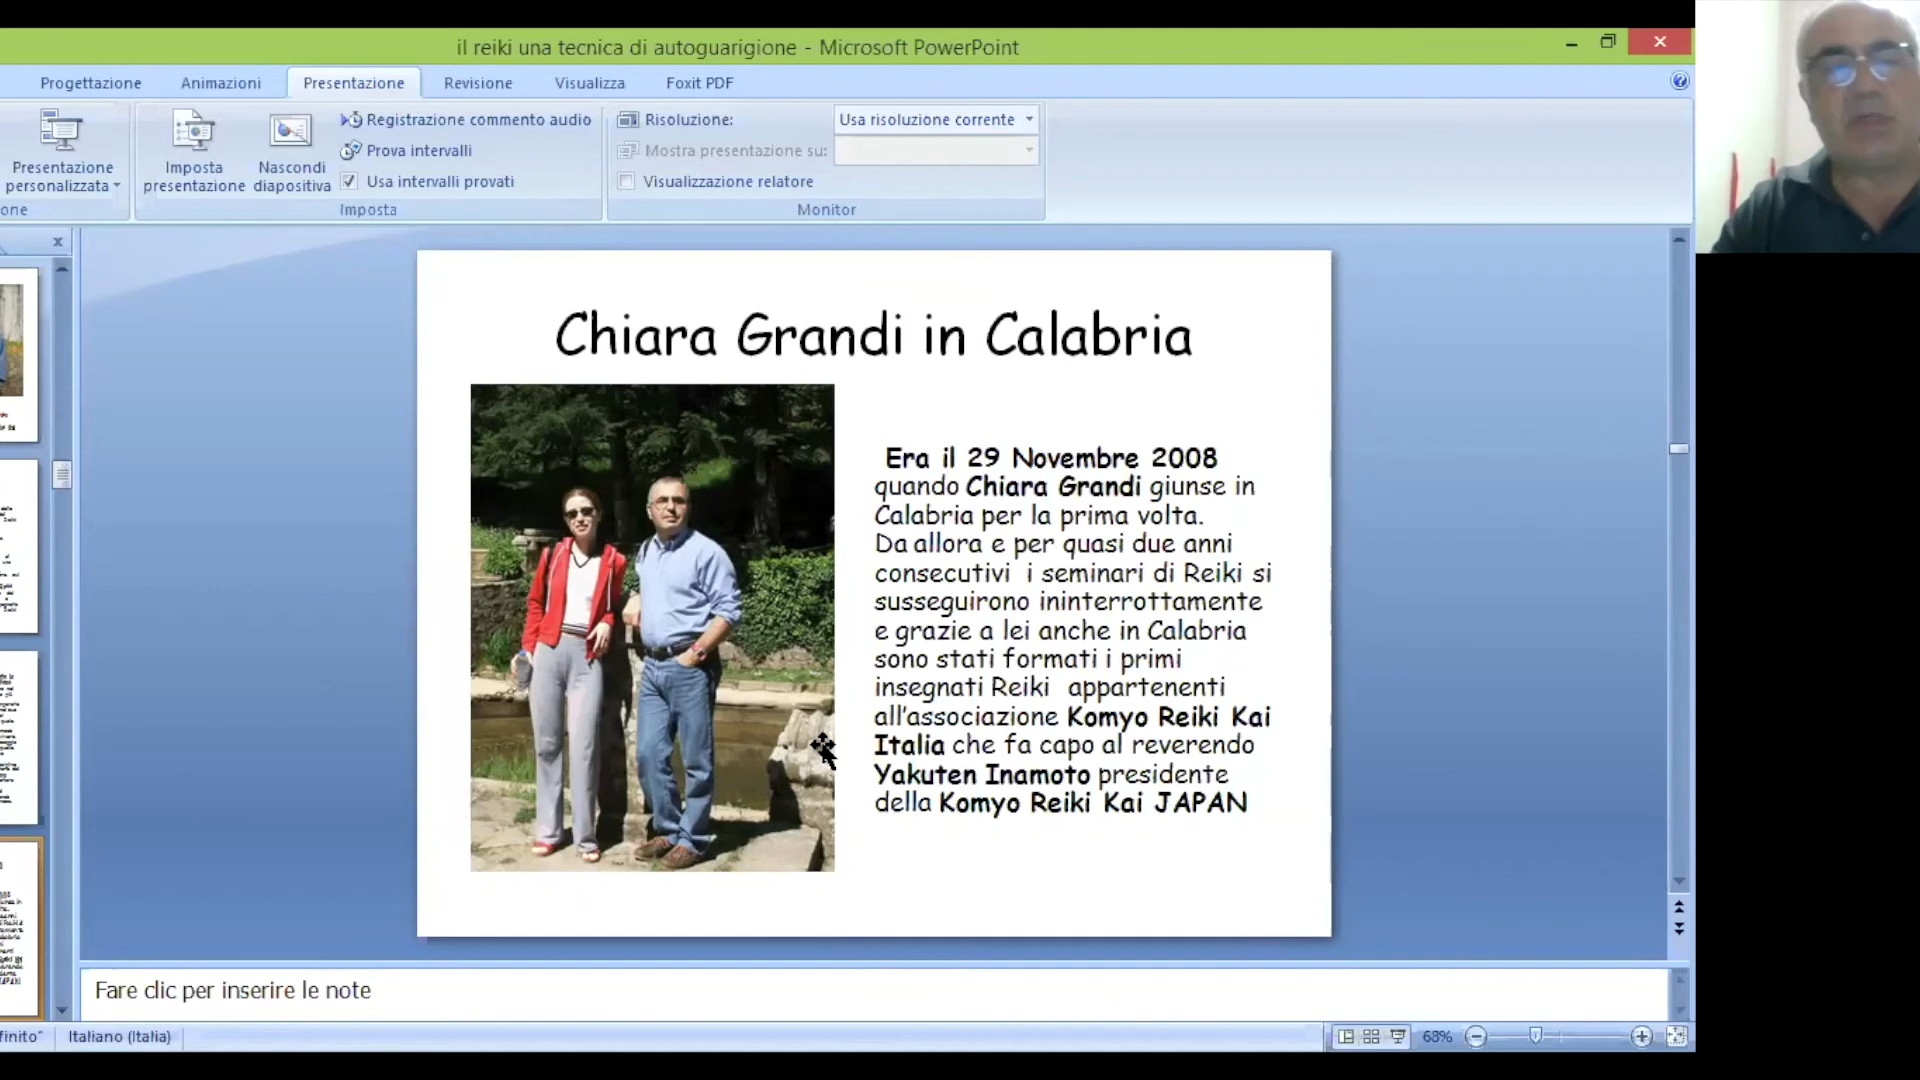 il reiki una tecnica di autoguarigione - Microsoft PowerPoint
Progettazione Animazioni Presentazione Revisione Visualizza Foxit PDF
Presentazione personalizzata
Imposta presentazione
Nascondi diapositiva
Registrazione commento audio
Prova intervalli
Usa intervalli provati
Imposta
Risoluzione: Usa risoluzione corrente
Mostra presentazione su:
Visualizzazione relatore
Monitor
Chiara Grandi in Calabria
Era il 29 Novembre 2008
quando Chiara Grandi giunse in
Calabria per la prima volta.
Da allora e per quasi due anni
consecutivi i seminari di Reiki si
susseguirono ininterrottamente
e grazie a lei anche in Calabria
sono stati formati i primi
insegnati Reiki appartenenti
all'associazione Komyo Reiki Kai
Italia che fa capo al reverendo
Yakuten Inamoto presidente
della Komyo Reiki Kai JAPAN
Fare clic per inserire le note
Italiano (Italia)
68%